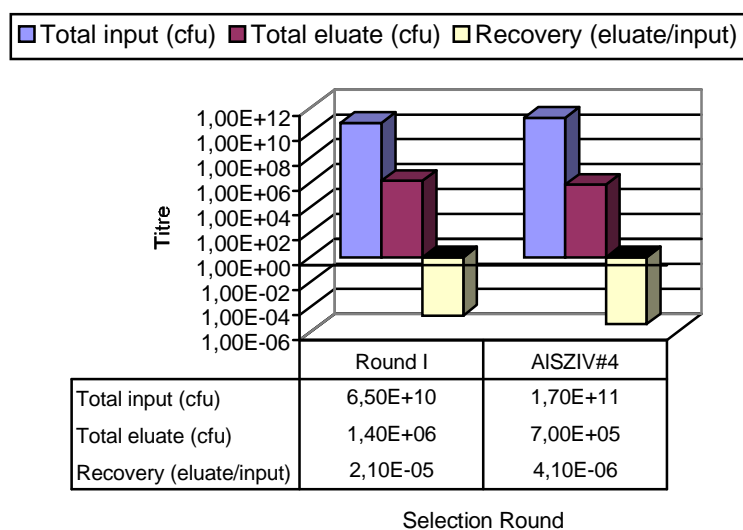 Total input (cfu) Total eluate (cfu) Recovery (eluate/input)
1,00E+12
1,00E+10
1,00E+08
1,00E+06
1,00E+04
1,00E+02
1,00E+00
1,00E-02
1,00E-04
1,00E-06
Titre
Round I AISZIV#4
Total input (cfu) 6,50E+10 1,70E+11
Total eluate (cfu) 1,40E+06 7,00E+05
Recovery (eluate/input) 2,10E-05 4,10E-06
Selection Round